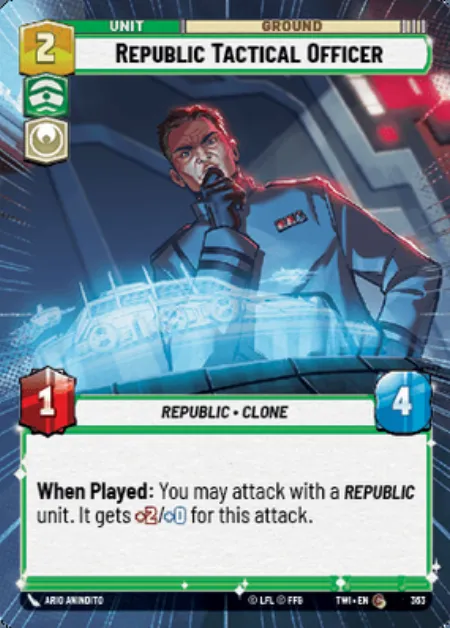 UNIT
GROUND
2
REPUBLIC TACTICAL OFFICER
1
REPUBLIC • CLONE
4
When Played: You may attack with a REPUBLIC
unit. It gets +2/+0 for this attack.
ARIO ANINDITO
© LFL © FFG
TWI • EN
C
363